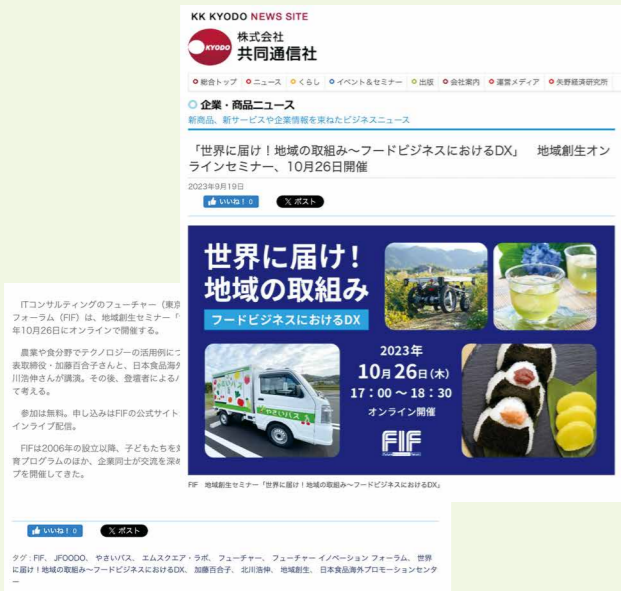 KK KYODO NEWS SITE
KYODO
株式会社
共同通信社
総合トップ ニュース くらし イベント＆セミナー 出版 会社案内 運営メディア 矢野経済研究所
企業・商品ニュース
新商品、新サービスや企業情報を束ねたビジネスニュース
「世界に届け！地域の取組み～フードビジネスにおけるDX」　地域創生オン
ラインセミナー、10月26日開催
2023年9月19日
いいね！ 0 X ポスト
世界に届け！
地域の取組み
フードビジネスにおけるDX
やさいバス
2023年
10月26日(木)
17：00 ～ 18：30
オンライン開催
FIF
FIF　地域創生セミナー「世界に届け！地域の取組み～フードビジネスにおけるDX」
ITコンサルティングのフューチャー（東京
フォーラム（FIF）は、地域創生セミナー「
年10月26日にオンラインで開催する。
農業や食分野でテクノロジーの活用例につ
表取締役・加藤百合子さんと、日本食品海外
川浩伸さんが講演。その後、登壇者によるパ
て考える。
参加は無料。申し込みはFIFの公式サイト
インライブ配信。
FIFは2006年の設立以降、子どもたちを対
育プログラムのほか、企業同士が交流を深め
プを開催してきた。
いいね！ 0 X ポスト
タグ : FIF、 JFOODO、 やさいバス、 エムスクエア・ラボ、 フューチャー、 フューチャー イノベーション フォーラム、 世界
に届け！地域の取組み～フードビジネスにおけるDX、 加藤百合子、 北川浩伸、 地域創生、 日本食品海外プロモーションセンタ
ー